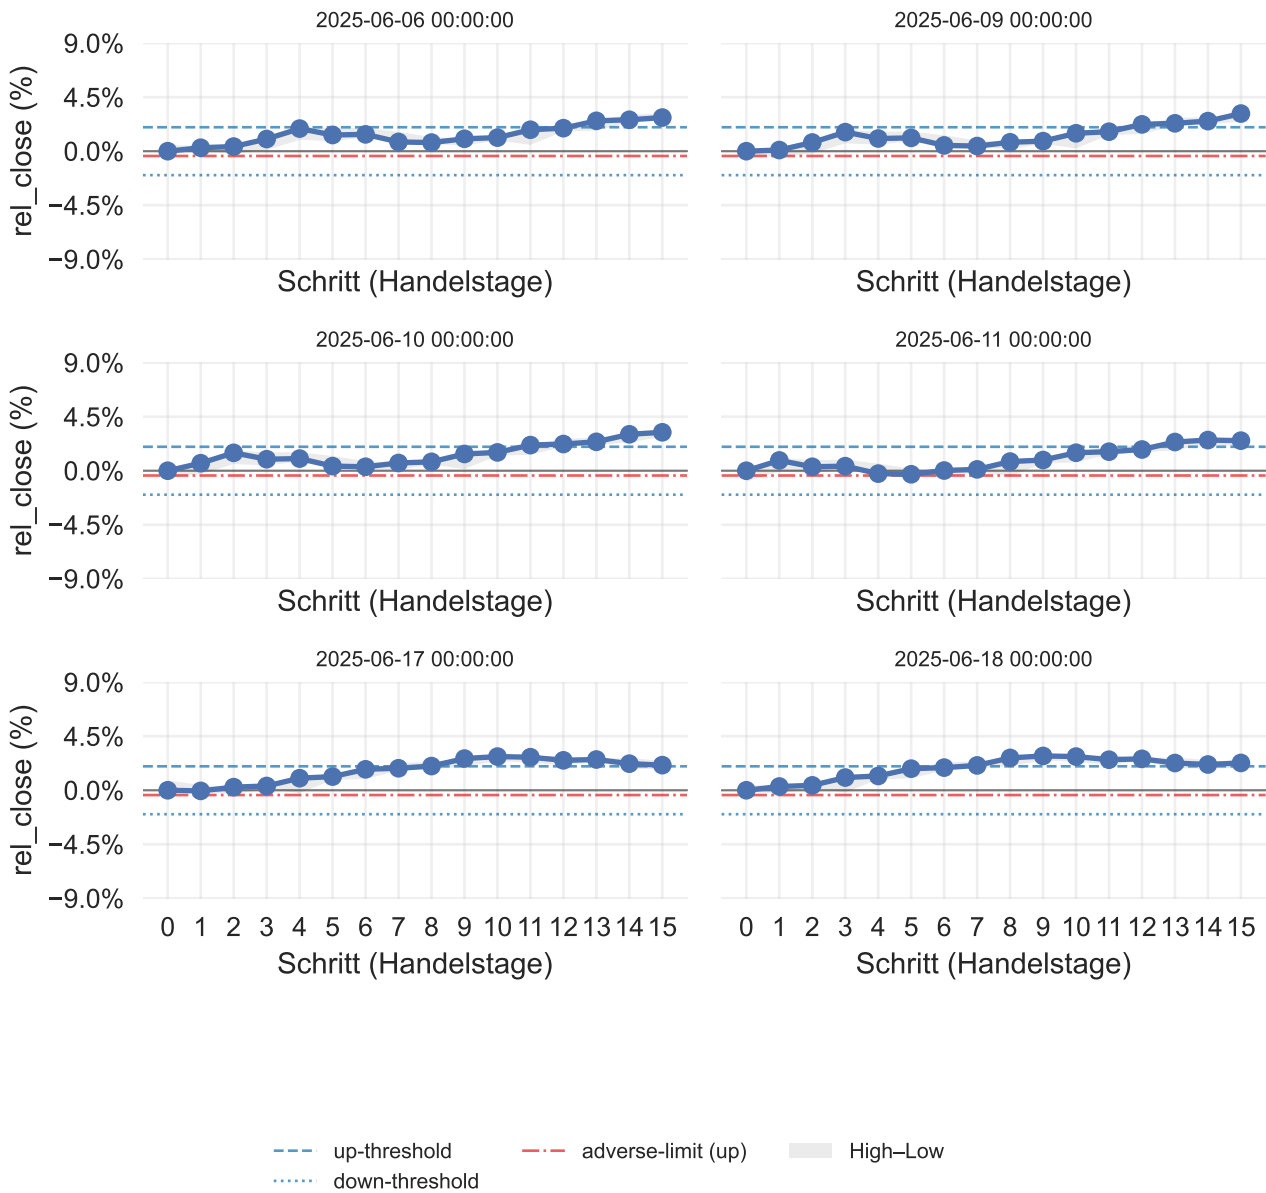 2025-06-06 00:00:00 2025-06-09 00:00:00
9.0%
4.5%
0.0%
−4.5%
−9.0%
rel_close (%)
Schritt (Handelstage) Schritt (Handelstage)
2025-06-10 00:00:00 2025-06-11 00:00:00
9.0%
4.5%
0.0%
−4.5%
−9.0%
rel_close (%)
Schritt (Handelstage) Schritt (Handelstage)
2025-06-17 00:00:00 2025-06-18 00:00:00
9.0%
4.5%
0.0%
−4.5%
−9.0%
rel_close (%)
0 1 2 3 4 5 6 7 8 9 10 11 12 13 14 15 0 1 2 3 4 5 6 7 8 9 10 11 12 13 14 15
Schritt (Handelstage) Schritt (Handelstage)
up-threshold adverse-limit (up) High–Low
down-threshold